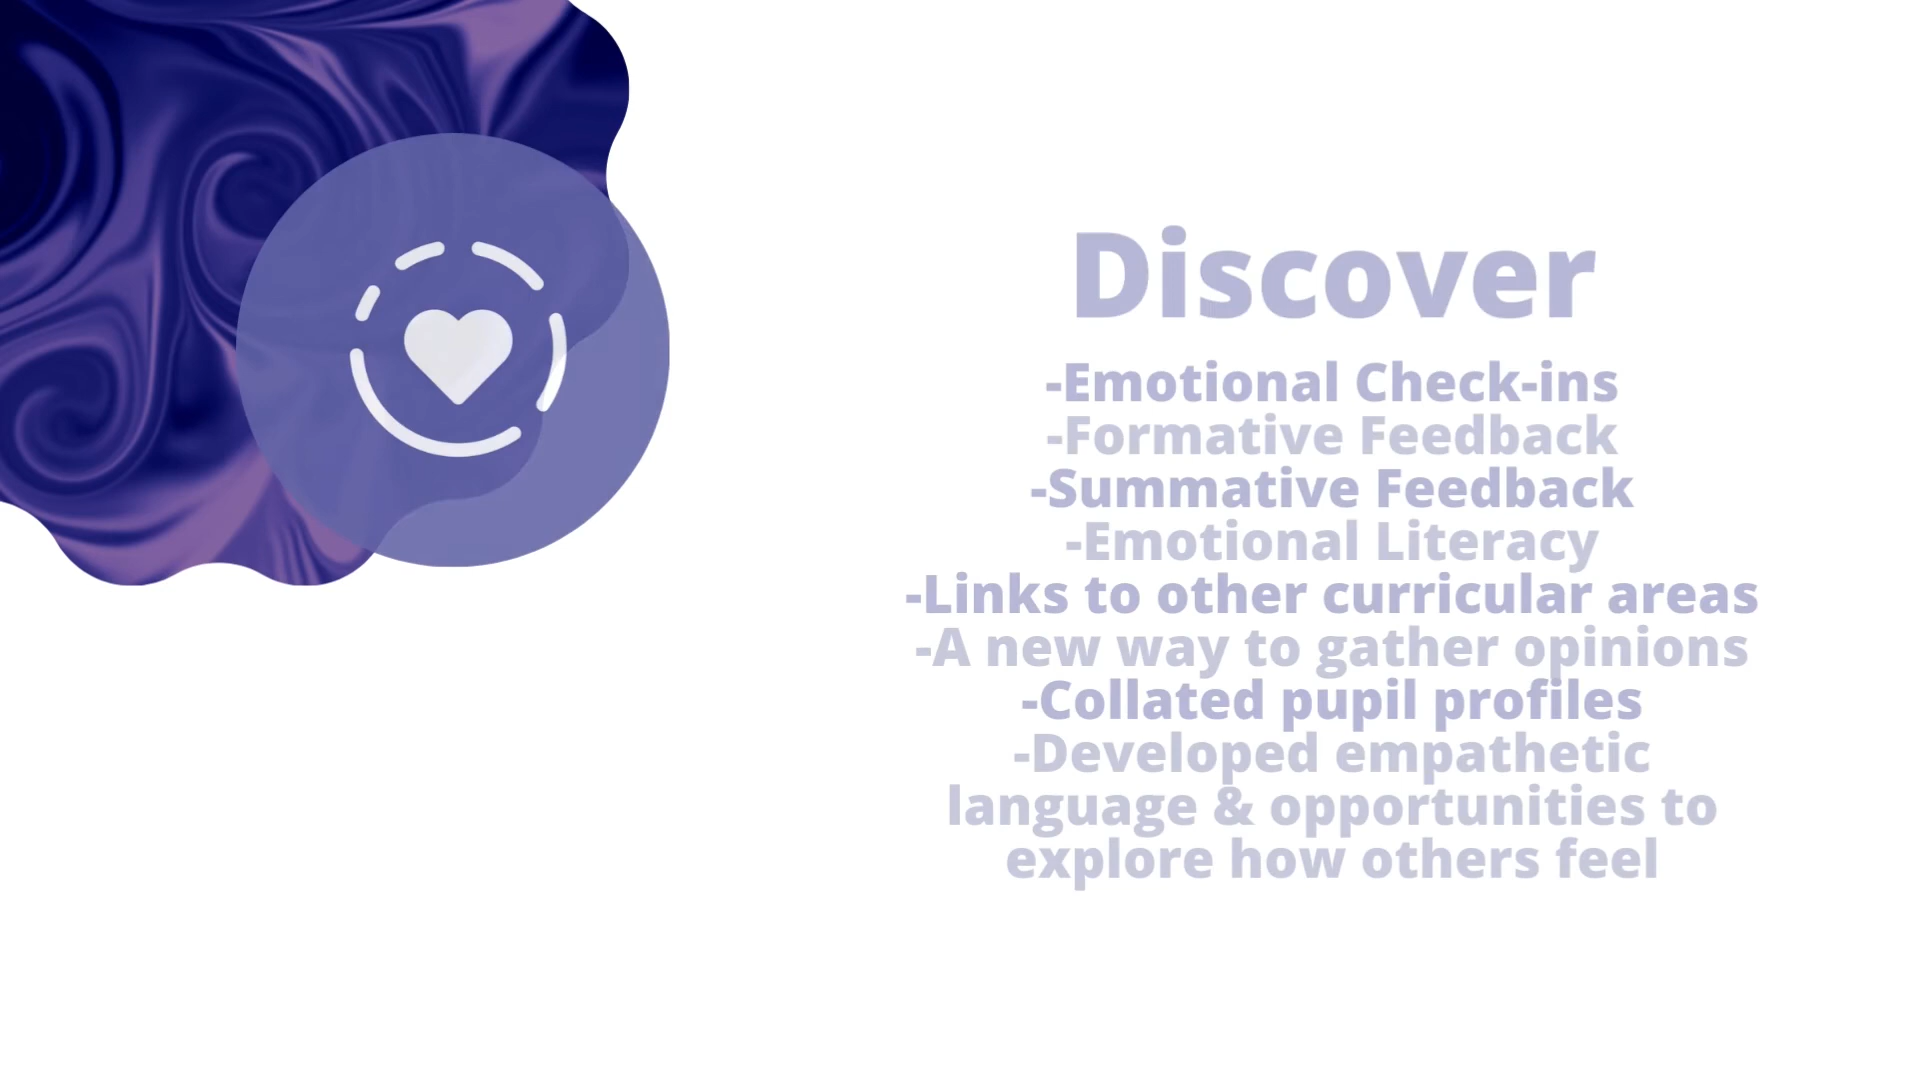 Discover
-Emotional Check-ins
-Formative Feedback
-Summative Feedback
-Emotional Literacy
-Links to other curricular areas
-A new way to gather opinions
-Collated pupil profiles
-Developed empathetic
language & opportunities to
explore how others feel